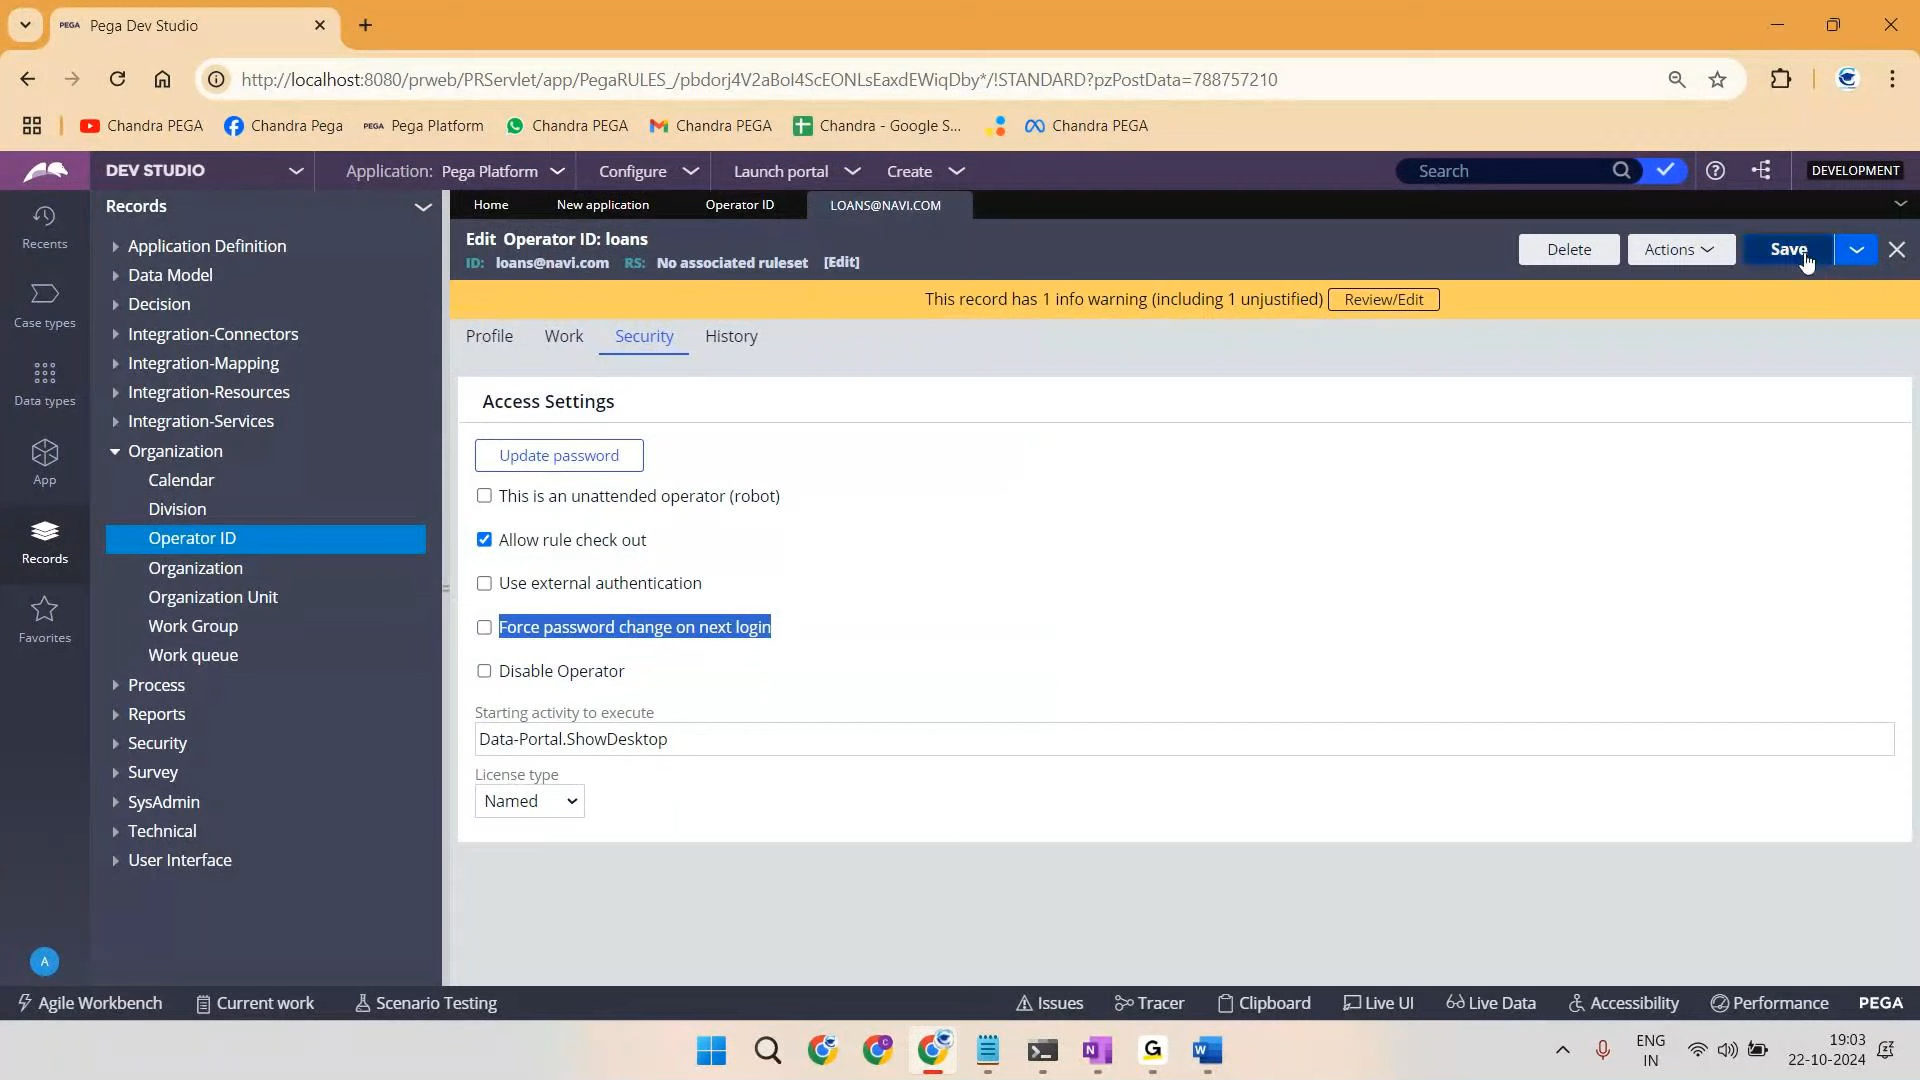 PEGA Pega Dev Studio
http://localhost:8080/prweb/PRServlet/app/PegaRULES_/pbdorj4V2aBoI4ScEONLsEaxdEWiqDby*/!STANDARD?pzPostData=788757210
Chandra PEGA Chandra Pega PEGA Pega Platform Chandra PEGA Chandra PEGA Chandra - Google S... Chandra PEGA
DEV STUDIO Application: Pega Platform Configure Launch portal Create Search DEVELOPMENT
Home New application Operator ID LOANS@NAVI.COM
Recents
Case types
Data types
App
Records
Favorites
A
Records
Application Definition
Data Model
Decision
Integration-Connectors
Integration-Mapping
Integration-Resources
Integration-Services
Organization
Calendar
Division
Operator ID
Organization
Organization Unit
Work Group
Work queue
Process
Reports
Security
Survey
SysAdmin
Technical
User Interface
Edit Operator ID: loans
ID: loans@navi.com RS: No associated ruleset [Edit]
Delete Actions Save
This record has 1 info warning (including 1 unjustified) Review/Edit
Profile Work Security History
Access Settings
Update password
This is an unattended operator (robot)
Allow rule check out
Use external authentication
Force password change on next login
Disable Operator
Starting activity to execute
Data-Portal.ShowDesktop
License type
Named
Agile Workbench Current work Scenario Testing Issues Tracer Clipboard Live UI Live Data Accessibility Performance PEGA
ENG
IN
19:03
22-10-2024